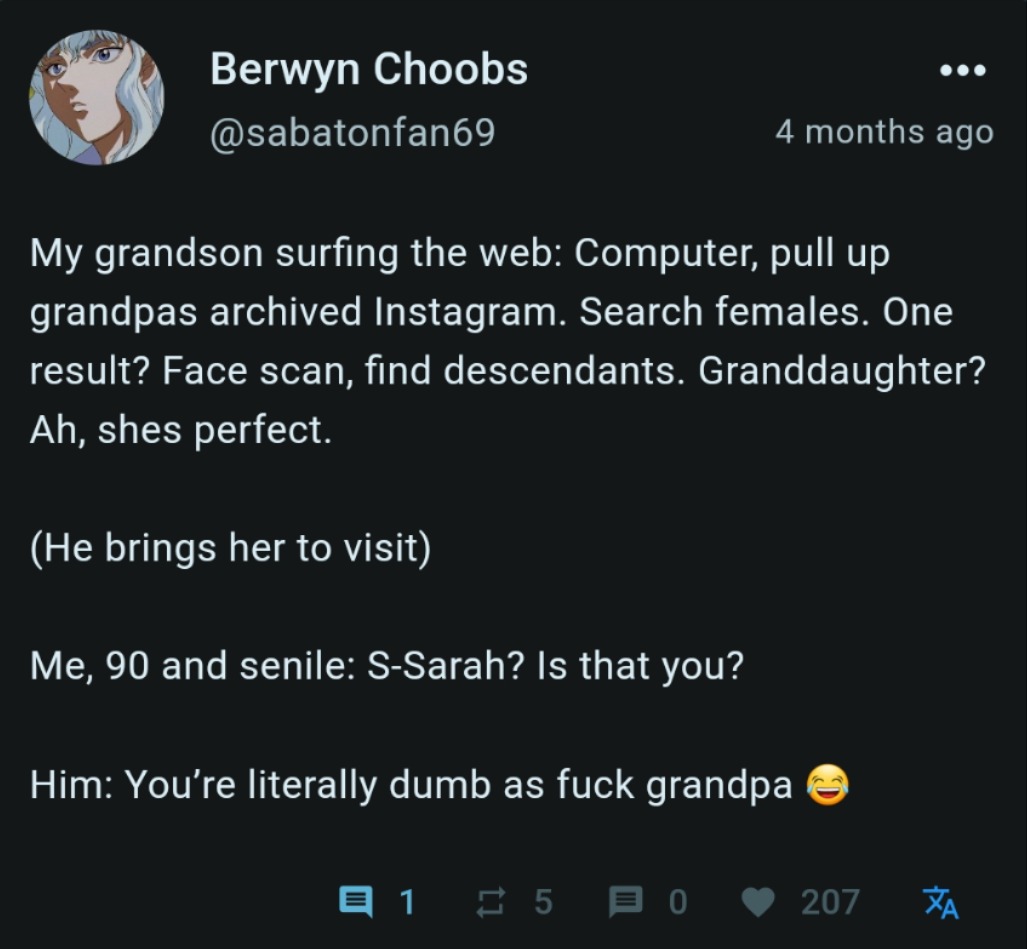 Berwyn Choobs
@sabatonfan69
4 months ago
My grandson surfing the web: Computer, pull up
grandpas archived Instagram. Search females. One
result? Face scan, find descendants. Granddaughter?
Ah, shes perfect.
(He brings her to visit)
Me, 90 and senile: S-Sarah? Is that you?
Him: You’re literally dumb as fuck grandpa 😂
1 5 0 207